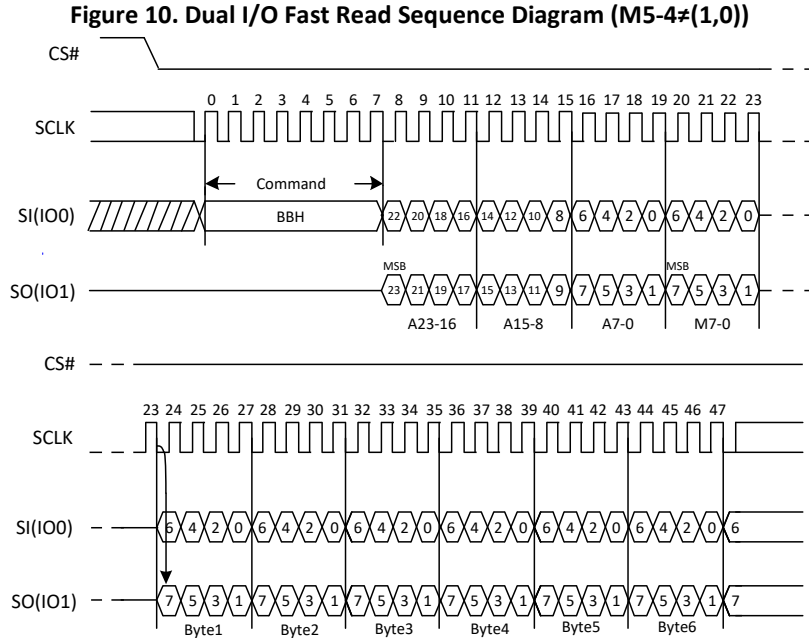 Figure 10. Dual I/O Fast Read Sequence Diagram (M5-4≠(1,0))
CS#
0 1 2 3 4 5 6 7 8 9 10 11 12 13 14 15 16 17 18 19 20 21 22 23
SCLK
Command
SI(IO0) BBH 22 20 18 16 14 12 10 8 6 4 2 0 6 4 2 0
MSB MSB
SO(IO1) 23 21 19 17 15 13 11 9 7 5 3 1 7 5 3 1
A23-16 A15-8 A7-0 M7-0
CS#
23 24 25 26 27 28 29 30 31 32 33 34 35 36 37 38 39 40 41 42 43 44 45 46 47
SCLK
SI(IO0) 6 4 2 0 6 4 2 0 6 4 2 0 6 4 2 0 6 4 2 0 6 4 2 0 6
SO(IO1) 7 5 3 1 7 5 3 1 7 5 3 1 7 5 3 1 7 5 3 1 7 5 3 1 7
Byte1 Byte2 Byte3 Byte4 Byte5 Byte6